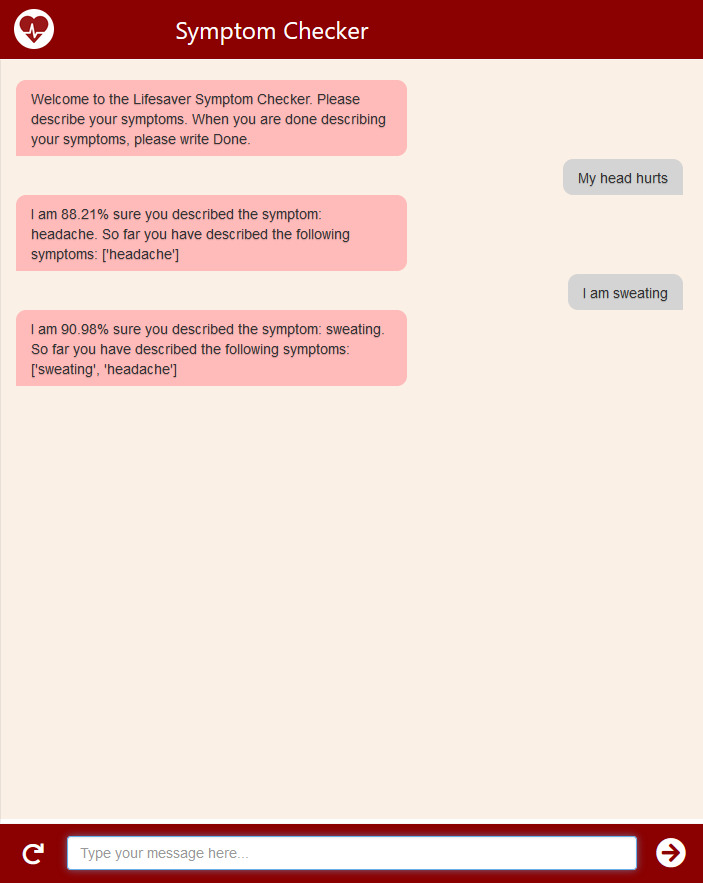 Symptom Checker
Welcome to the Lifesaver Symptom Checker. Please
describe your symptoms. When you are done describing
your symptoms, please write Done.
My head hurts
I am 88.21% sure you described the symptom:
headache. So far you have described the following
symptoms: ['headache']
I am sweating
I am 90.98% sure you described the symptom: sweating.
So far you have described the following symptoms:
['sweating', 'headache']
Type your message here...